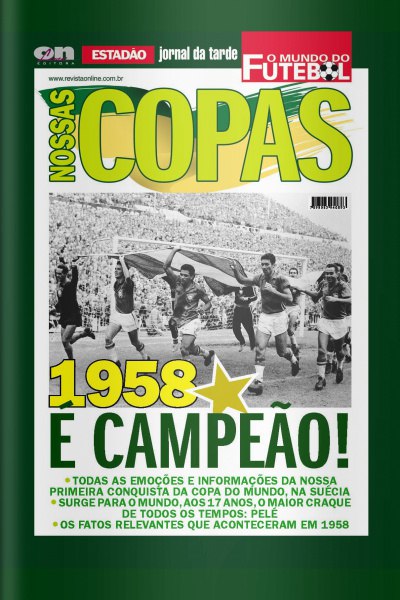 on
EDITORA
ESTADÃO
jornal da tarde
O MUNDO DO
FUTEBOL
www.revistaonline.com.br
NOSSAS
COPAS
1958
É CAMPEÃO!
• TODAS AS EMOÇÕES E INFORMAÇÕES DA NOSSA
PRIMEIRA CONQUISTA DA COPA DO MUNDO, NA SUÉCIA
• SURGE PARA O MUNDO, AOS 17 ANOS, O MAIOR CRAQUE
DE TODOS OS TEMPOS: PELÉ
• OS FATOS RELEVANTES QUE ACONTECERAM EM 1958